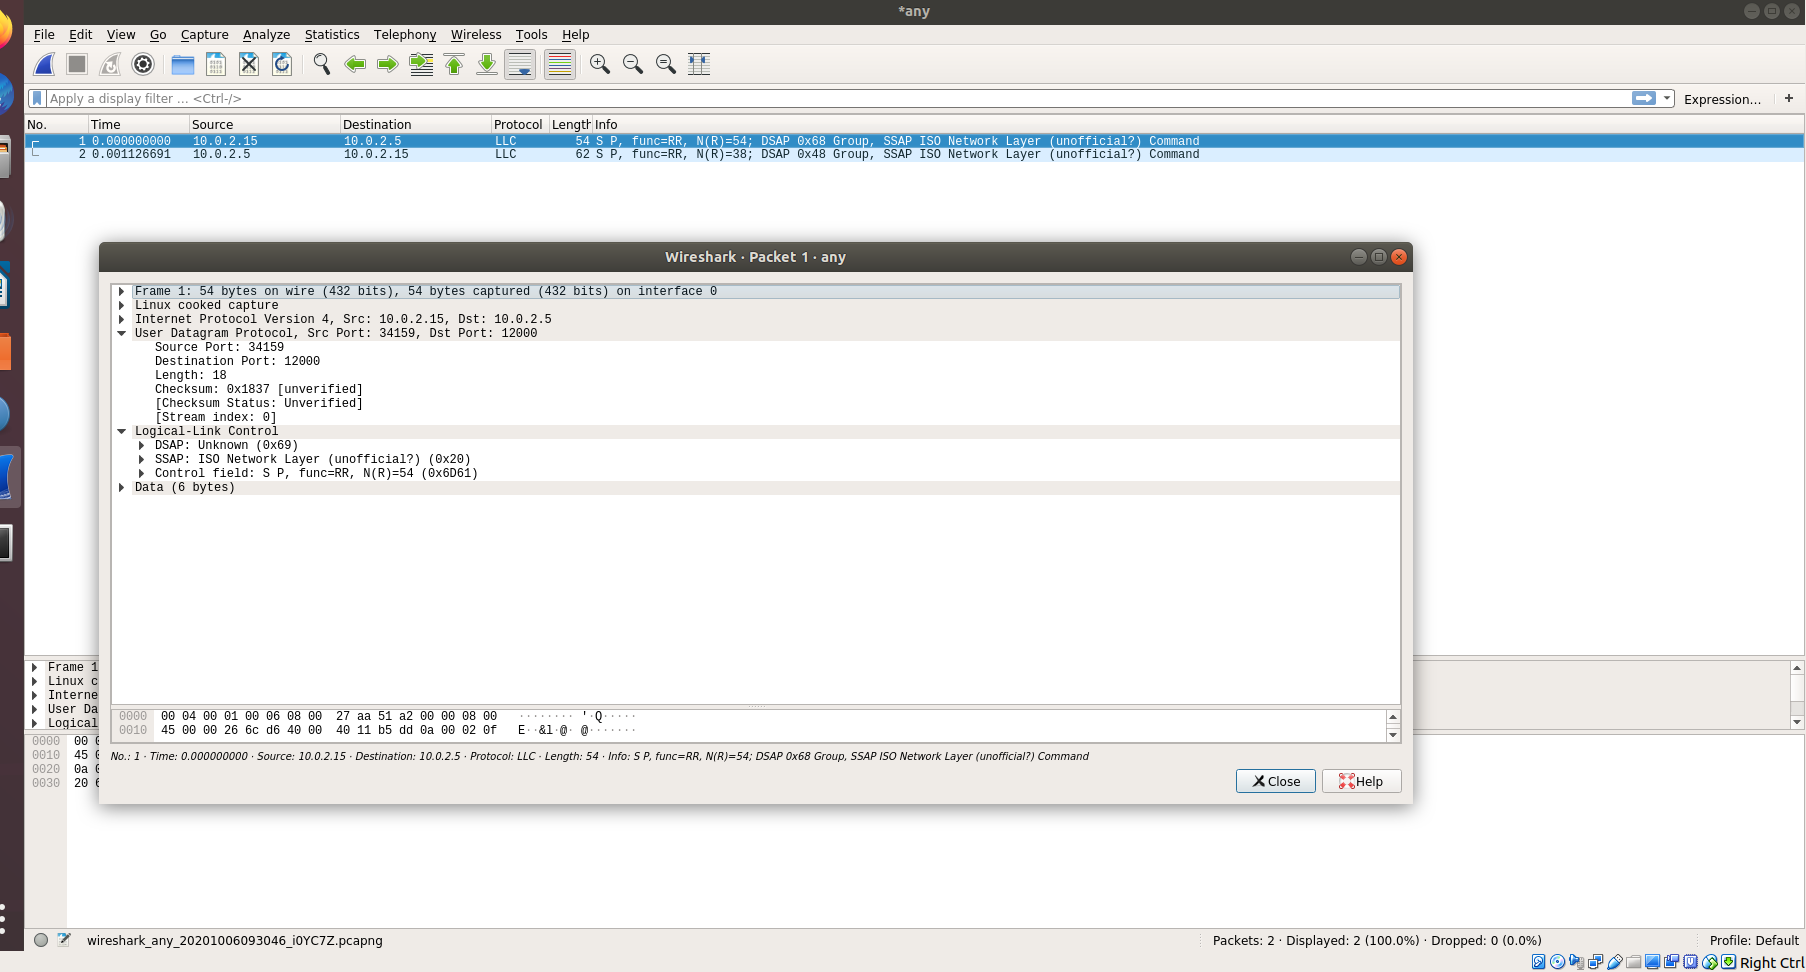 *any
File Edit View Go Capture Analyze Statistics Telephony Wireless Tools Help
Apply a display filter ... <Ctrl-/>
Expression... +
No. Time Source Destination Protocol Length Info
1 0.000000000 10.0.2.15 10.0.2.5 LLC 54 S P, func=RR, N(R)=54; DSAP 0x68 Group, SSAP ISO Network Layer (unofficial?) Command
2 0.001126691 10.0.2.5 10.0.2.15 LLC 62 S P, func=RR, N(R)=38; DSAP 0x48 Group, SSAP ISO Network Layer (unofficial?) Command
Wireshark · Packet 1 · any
Frame 1: 54 bytes on wire (432 bits), 54 bytes captured (432 bits) on interface 0
Linux cooked capture
Internet Protocol Version 4, Src: 10.0.2.15, Dst: 10.0.2.5
User Datagram Protocol, Src Port: 34159, Dst Port: 12000
Source Port: 34159
Destination Port: 12000
Length: 18
Checksum: 0x1837 [unverified]
[Checksum Status: Unverified]
[Stream index: 0]
Logical-Link Control
DSAP: Unknown (0x69)
SSAP: ISO Network Layer (unofficial?) (0x20)
Control field: S P, func=RR, N(R)=54 (0x6D61)
Data (6 bytes)
0000 00 04 00 01 00 06 08 00 27 aa 51 a2 00 00 08 00 ········ '·Q·····
0010 45 00 00 26 6c d6 40 00 40 11 b5 dd 0a 00 02 0f E··&l·@· @·······
No.: 1 · Time: 0.000000000 · Source: 10.0.2.15 · Destination: 10.0.2.5 · Protocol: LLC · Length: 54 · Info: S P, func=RR, N(R)=54; DSAP 0x68 Group, SSAP ISO Network Layer (unofficial?) Command
Close Help
Frame 1
Linux c
Interne
User Da
Logical
0000 00 0
0010 45
0020 0a 0
0030 20 6
wireshark_any_20201006093046_i0YC7Z.pcapng
Packets: 2 · Displayed: 2 (100.0%) · Dropped: 0 (0.0%)
Profile: Default
Right Ctrl